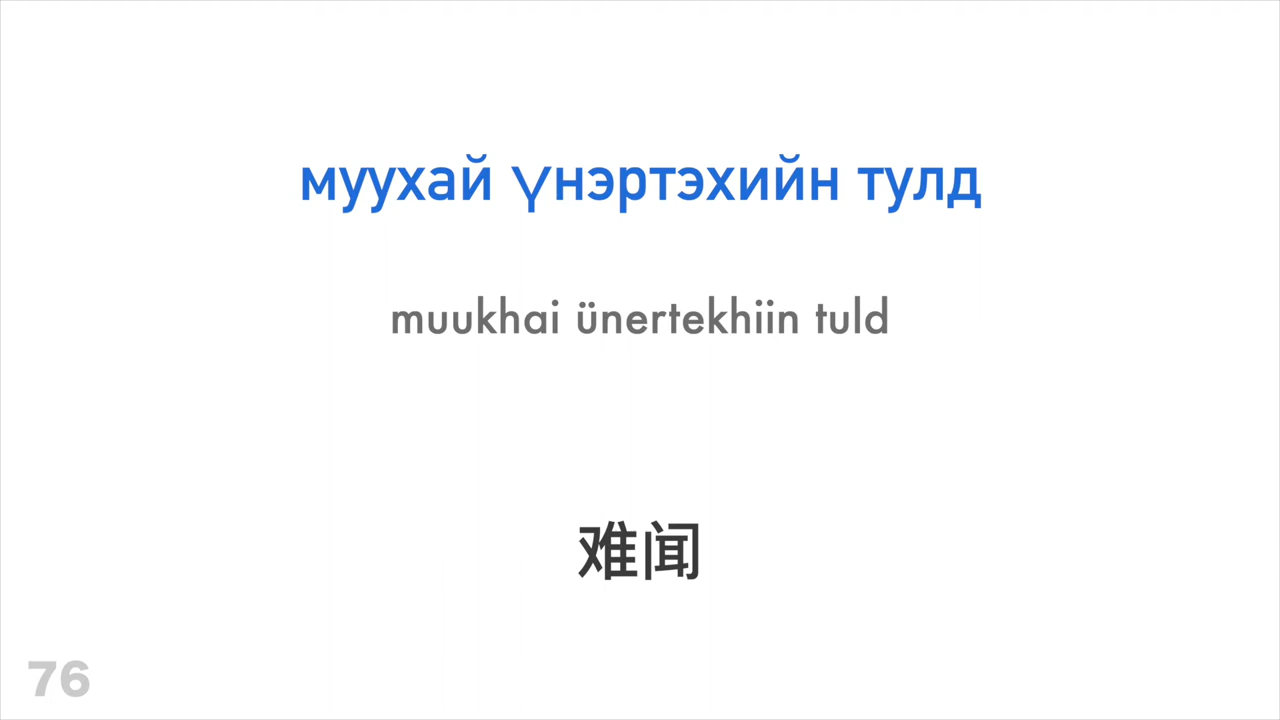 муухай үнэртэхийн тулд
muukhai ünertekhiin tuld
难闻
76